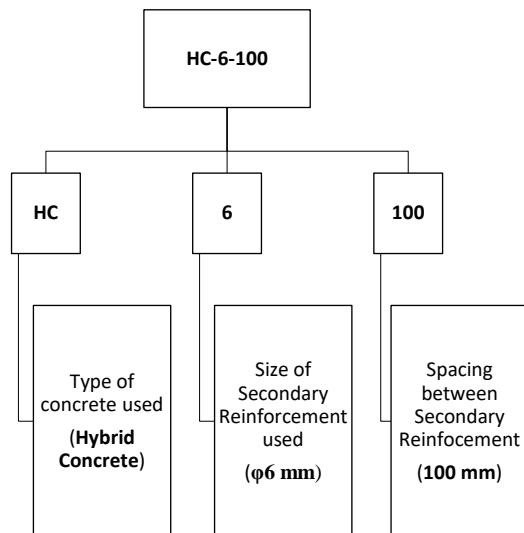 HC-6-100
HC
6
100
Type of
concrete used
(Hybrid
Concrete)
Size of
Secondary
Reinforcement
used
(φ6 mm)
Spacing
between
Secondary
Reinfocement
(100 mm)